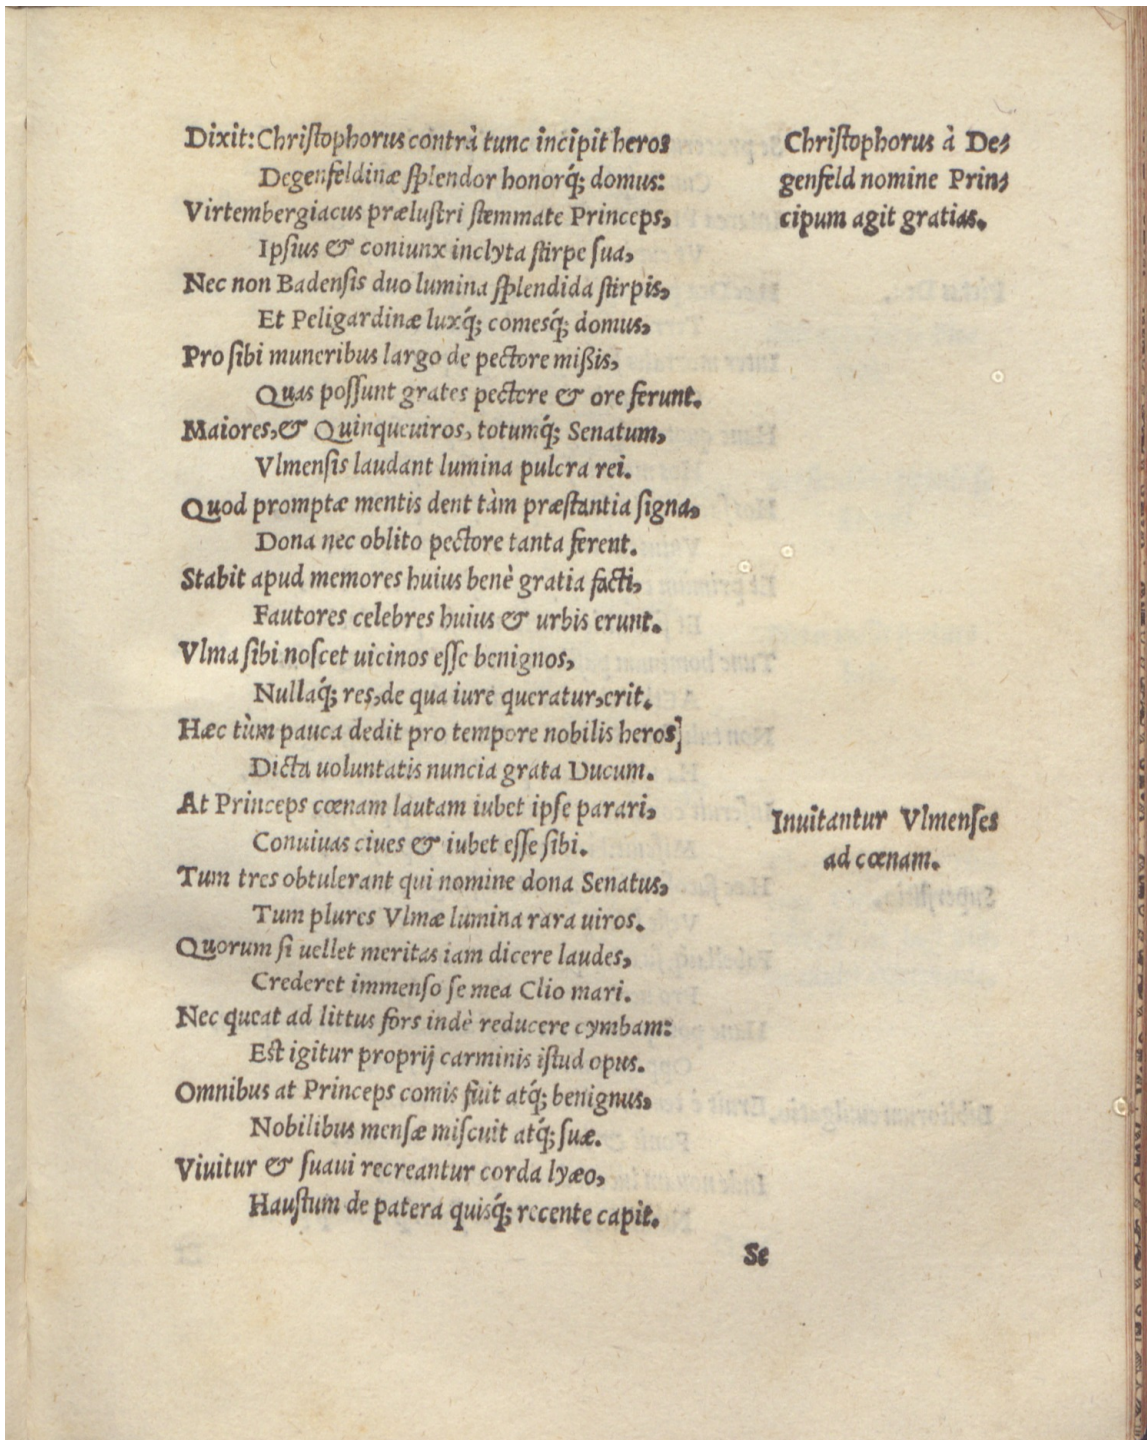 Dixit: Chriſtophorus contrà tunc incipit heros
Degenfeldinæ ſplendor honorq́; domus:
Virtembergiacus præluſtri ſtemmate Princeps,
Ipſius & coniunx inclyta ſtirpe ſua,
Nec non Badenſis duo lumina ſplendida ſtirpis,
Et Peligardinæ luxq́; comesq́; domus,
Pro ſibi muneribus largo de pectore mißis,
Quas poſſunt grates pectore & ore ferunt.
Maiores, & Quinqueuiros, totumq́; Senatum,
Vlmenſis laudant lumina pulcra rei.
Quod promptæ mentis dent tàm præſtantia ſigna,
Dona nec oblito pectore tanta ferent.
Stabit apud memores huius benè gratia facti,
Fautores celebres huius & urbis erunt.
Vlma ſibi noſcet uicinos eſſe benignos,
Nullaq́; res, de qua iure queratur, erit.
Hæc tùm pauca dedit pro tempore nobilis heros]
Dicta uoluntatis nuncia grata Ducum.
At Princeps cœnam lautam iubet ipſe parari,
Conuiuas ciues & iubet eſſe ſibi.
Tum tres obtulerant qui nomine dona Senatus,
Tum plures Vlmæ lumina rara uiros.
Quorum ſi uellet meritas iam dicere laudes,
Crederet immenſo ſe mea Clio mari.
Nec queat ad littus fors indè reducere cymbam:
Eſt igitur proprij carminis iſtud opus.
Omnibus at Princeps comis fuit atq́; benignus,
Nobilibus menſæ miſcuit atq́; ſuæ.
Viuitur & ſuaui recreantur corda lyæo,
Hauſtum de patera quisq́; recente capit.
Se
Chriſtophorus à De⸗
genfeld nomine Prin⸗
cipum agit gratias.
Inuitantur Vlmenſes
ad cœnam.